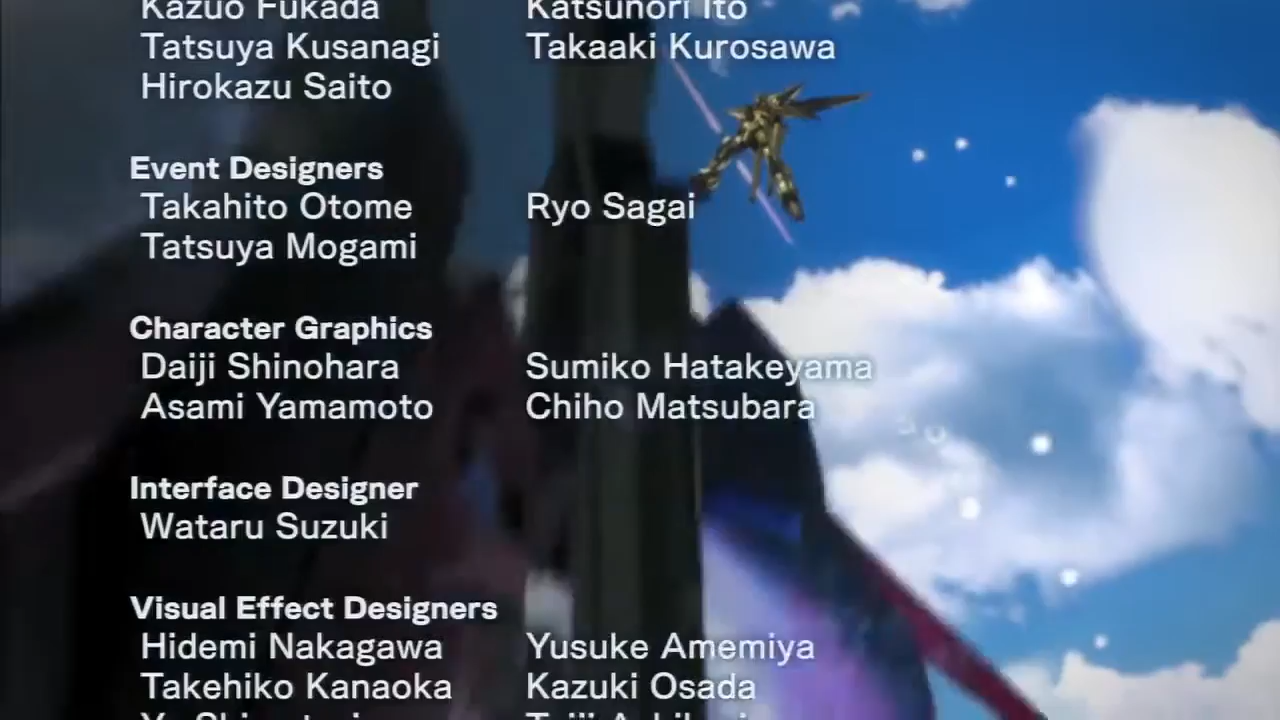 Kazuo Fukada Katsunori Ito
Tatsuya Kusanagi Takaaki Kurosawa
Hirokazu Saito
Event Designers
Takahito Otome Ryo Sagai
Tatsuya Mogami
Character Graphics
Daiji Shinohara Sumiko Hatakeyama
Asami Yamamoto Chiho Matsubara
Interface Designer
Wataru Suzuki
Visual Effect Designers
Hidemi Nakagawa Yusuke Amemiya
Takehiko Kanaoka Kazuki Osada